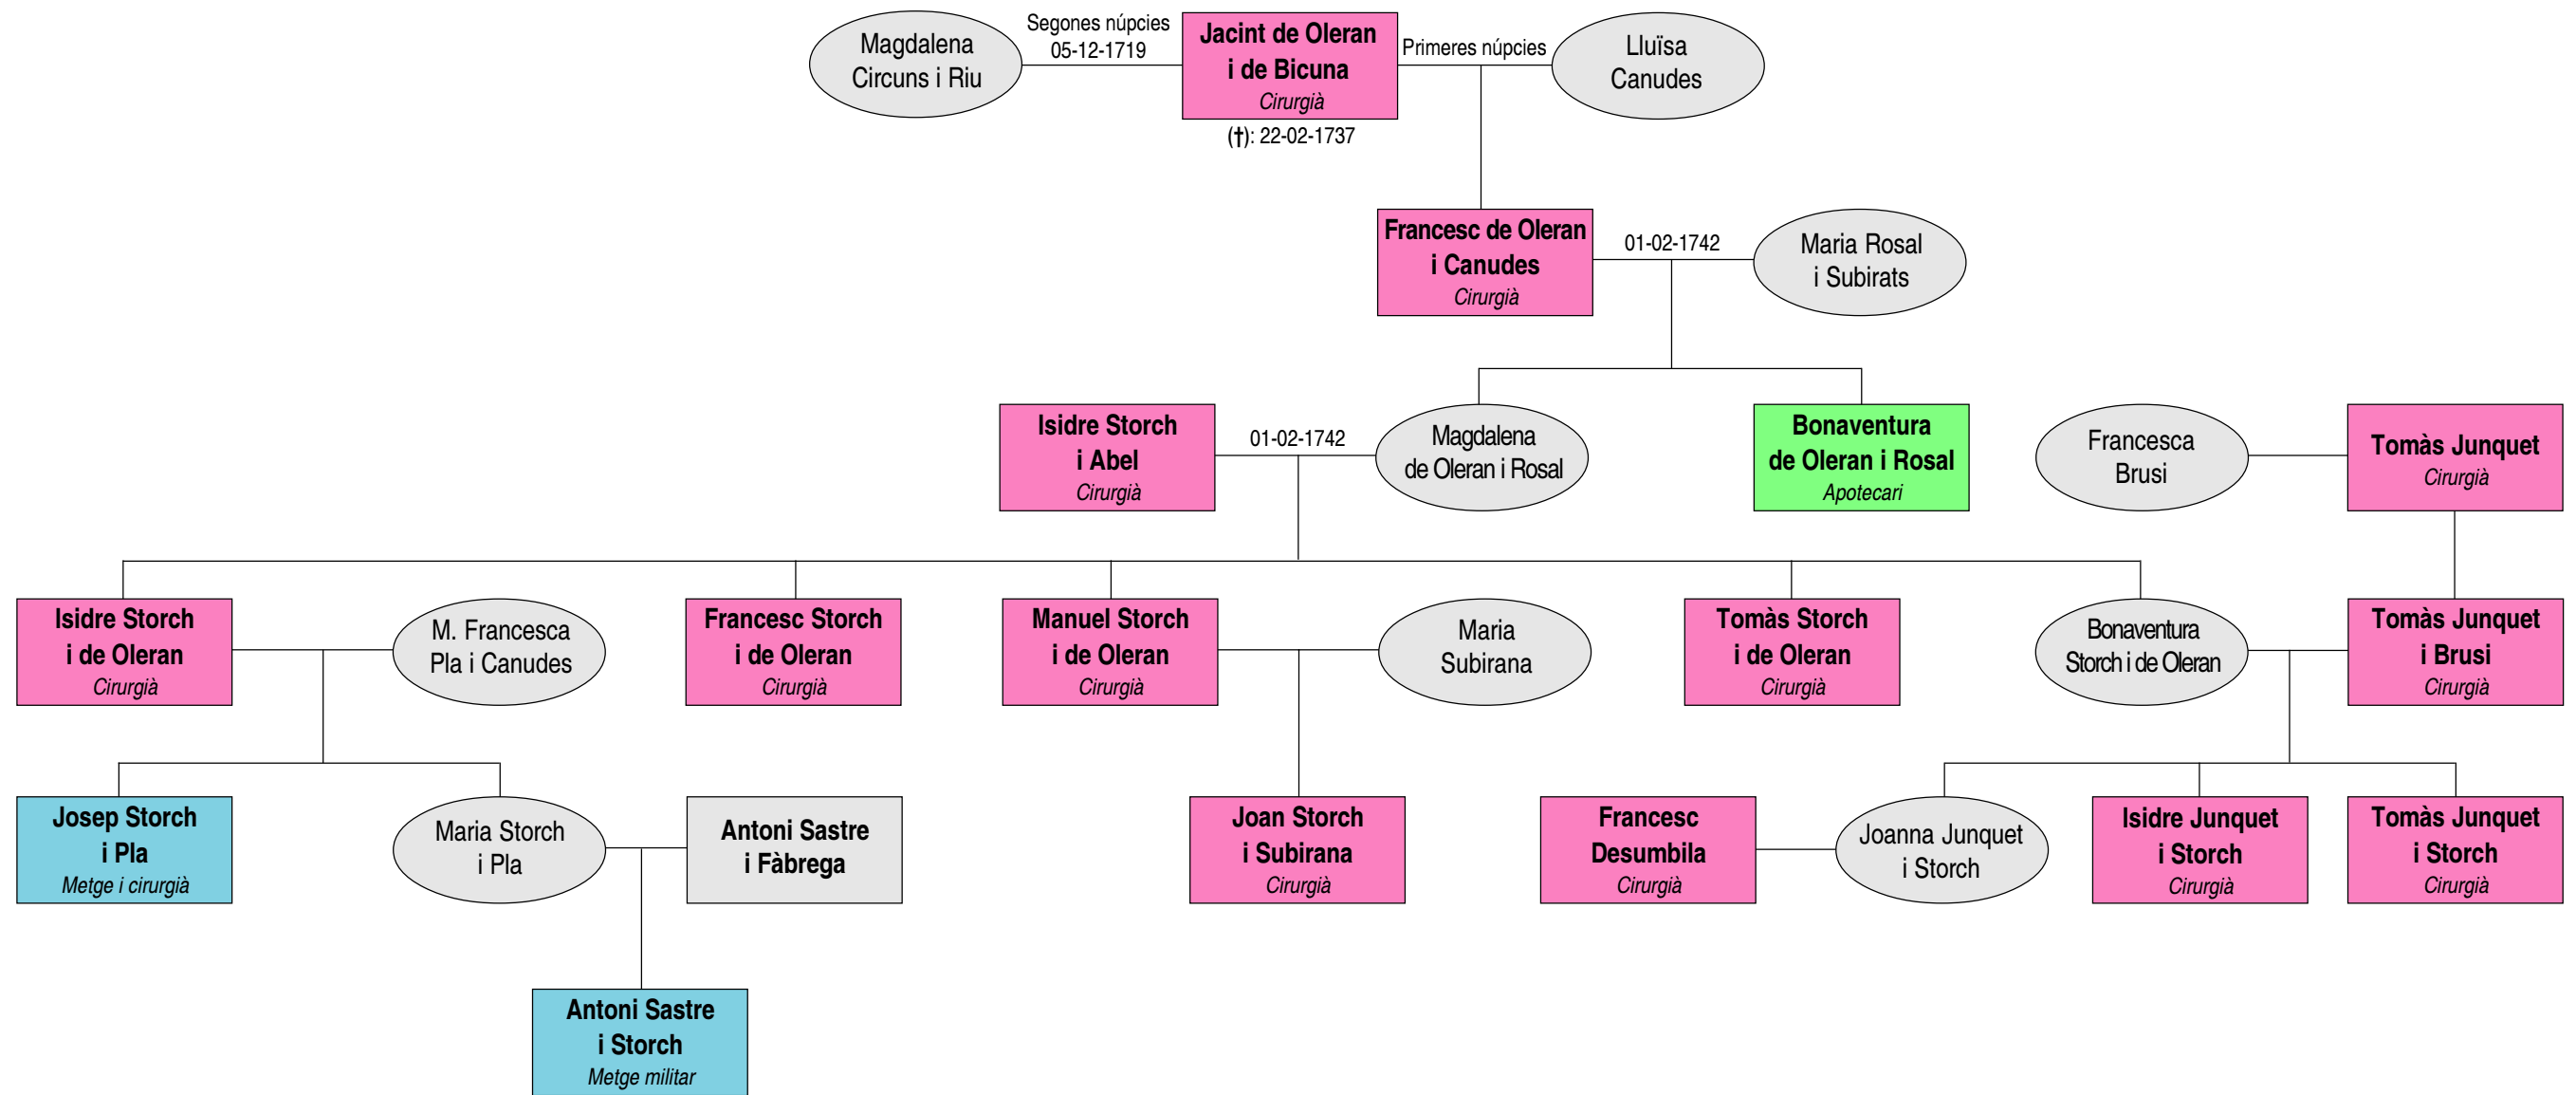 Magdalena
Circuns i Riu
Segones núpcies
05-12-1719
Jacint de Oleran
i de Bicuna
Cirurgià
(†): 22-02-1737
Primeres núpcies
Lluïsa
Canudes
Francesc de Oleran
i Canudes
Cirurgià
01-02-1742
Maria Rosal
i Subirats
Isidre Storch
i Abel
Cirurgià
01-02-1742
Magdalena
de Oleran i Rosal
Bonaventura
de Oleran i Rosal
Apotecari
Francesca
Brusi
Tomàs Junquet
Cirurgià
Isidre Storch
i de Oleran
Cirurgià
M. Francesca
Pla i Canudes
Francesc Storch
i de Oleran
Cirurgià
Manuel Storch
i de Oleran
Cirurgià
Maria
Subirana
Tomàs Storch
i de Oleran
Cirurgià
Bonaventura
Storch i de Oleran
Tomàs Junquet
i Brusi
Cirurgià
Josep Storch
i Pla
Metge i cirurgià
Maria Storch
i Pla
Antoni Sastre
i Fàbrega
Joan Storch
i Subirana
Cirurgià
Francesc
Desumbila
Cirurgià
Joanna Junquet
i Storch
Isidre Junquet
i Storch
Cirurgià
Tomàs Junquet
i Storch
Cirurgià
Antoni Sastre
i Storch
Metge militar